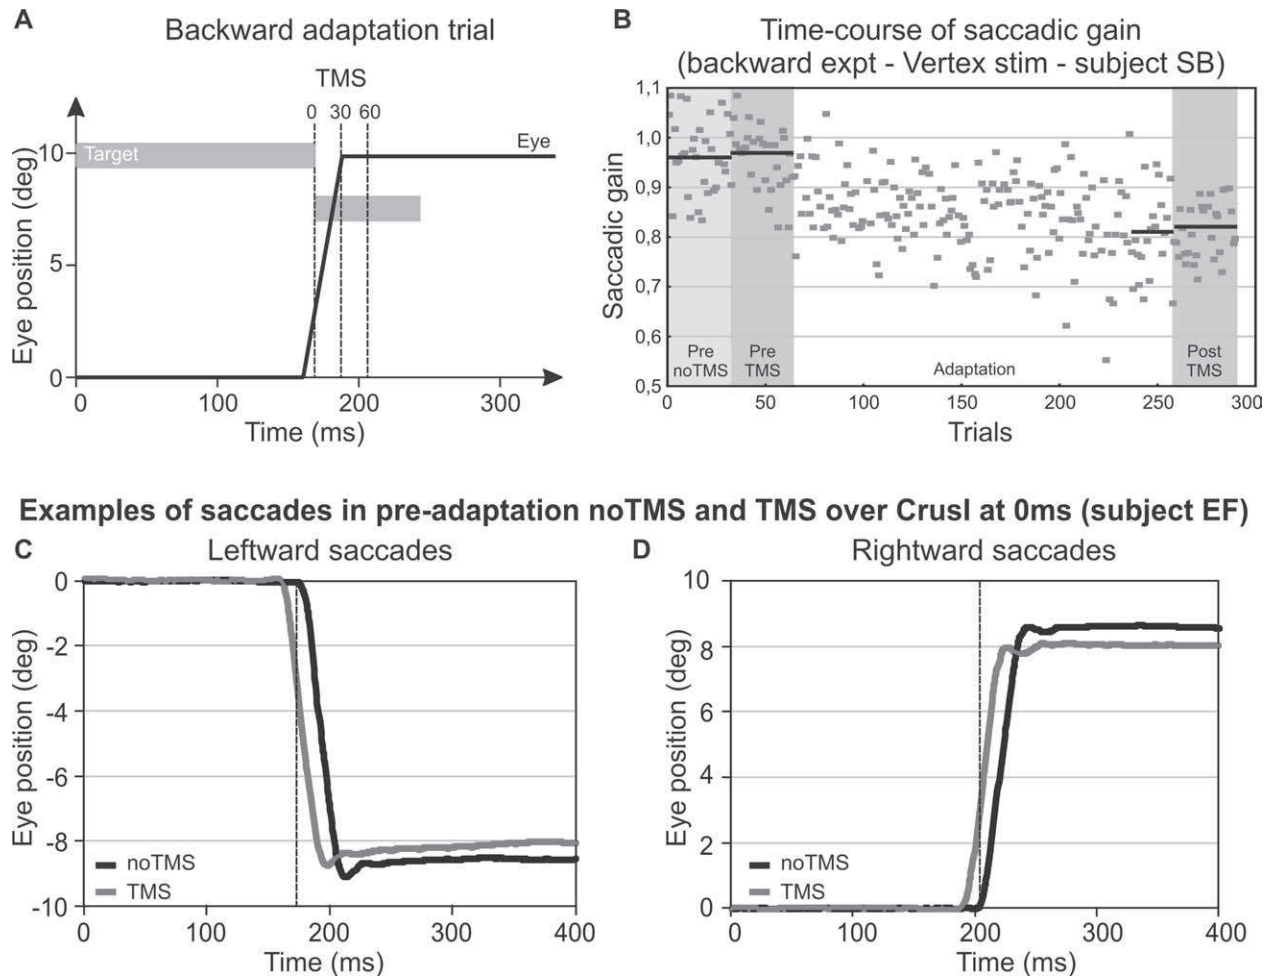 A
Backward adaptation trial
TMS
0 30 60
Eye position (deg)
10
5
0
Target
Eye
0 100 200 300
Time (ms)
B
Time-course of saccadic gain
(backward expt - Vertex stim - subject SB)
Saccadic gain
1,1
1,0
0,9
0,8
0,7
0,6
0,5
Pre
noTMS
Pre
TMS
Adaptation
Post
TMS
0 50 100 150 200 250 300
Trials
Examples of saccades in pre-adaptation noTMS and TMS over CrusI at 0ms (subject EF)
C
Leftward saccades
Eye position (deg)
0
-2
-4
-6
-8
-10
noTMS
TMS
0 100 200 300 400
Time (ms)
D
Rightward saccades
Eye position (deg)
10
8
6
4
2
0
noTMS
TMS
0 100 200 300 400
Time (ms)